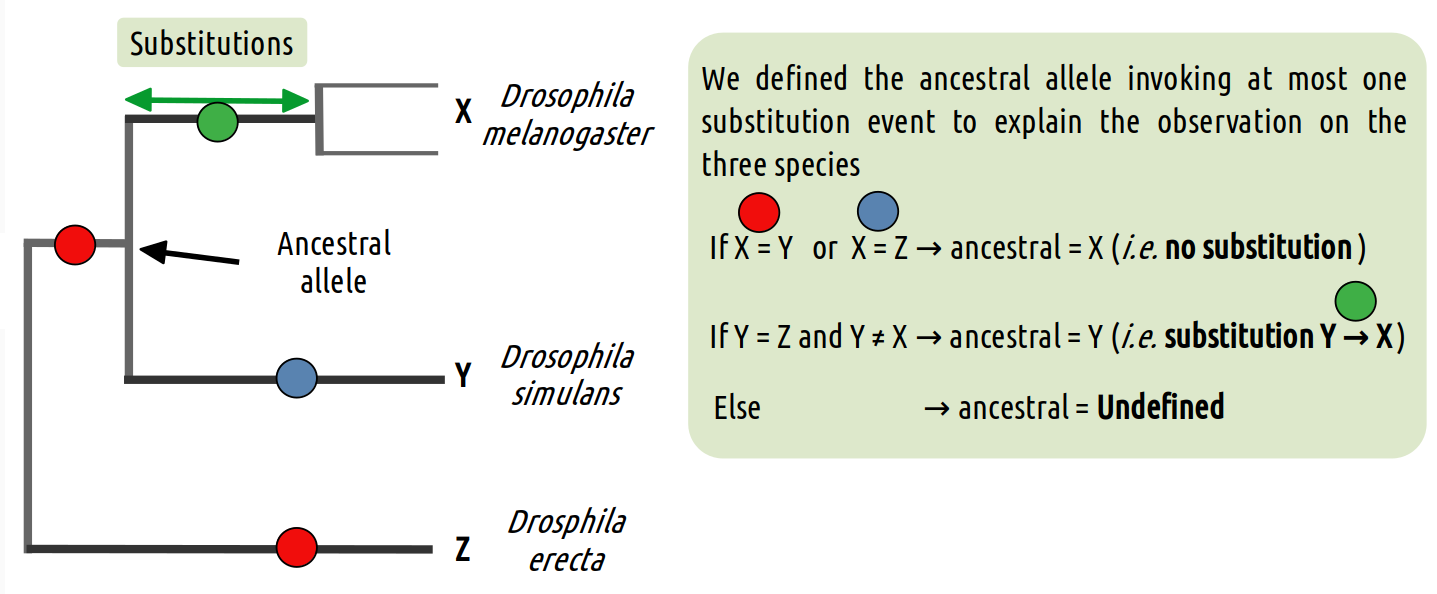 Substitutions
X
Drosophila
melanogaster
Ancestral
allele
Y
Drosophila
simulans
Z
Drosphila
erecta
We defined the ancestral allele invoking at most one
substitution event to explain the observation on the
three species
If X = Y or X = Z → ancestral = X (i.e. no substitution)
If Y = Z and Y ≠ X → ancestral = Y (i.e. substitution Y → X)
Else → ancestral = Undefined